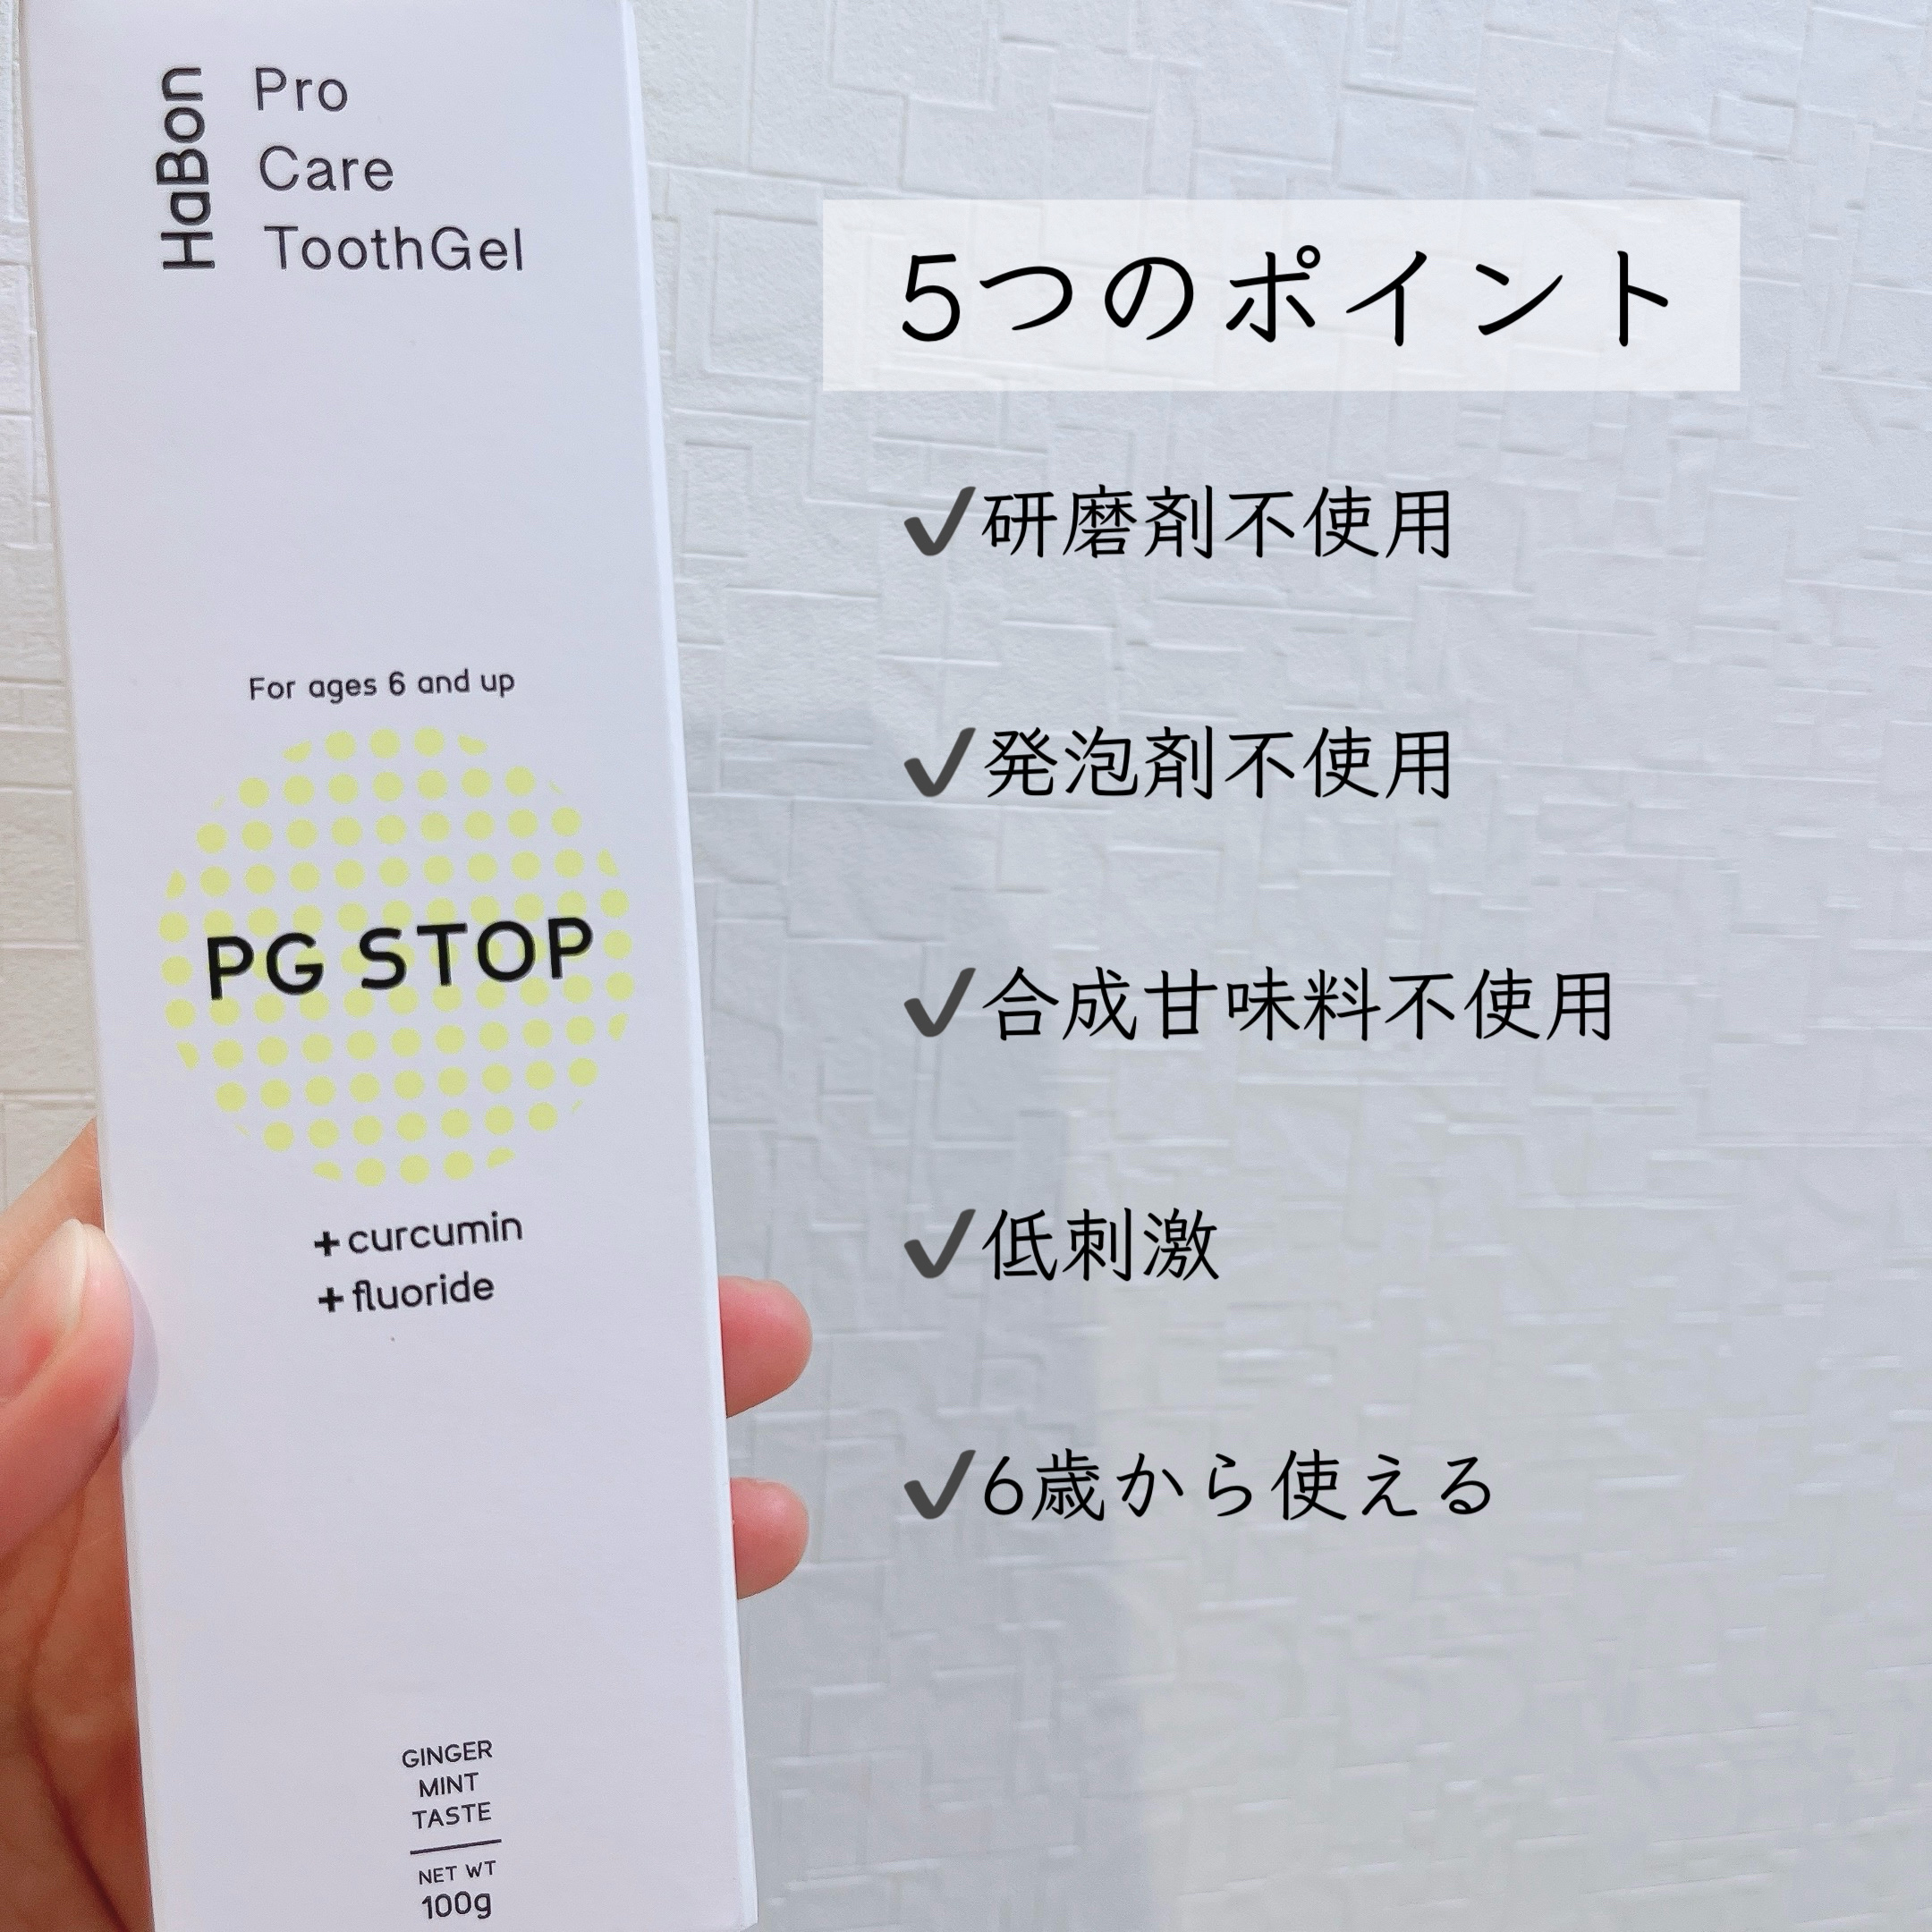 HaBon
Pro
Care
ToothGel
For ages 6 and up
PG STOP
+curcumin
+fluoride
GINGER
MINT
TASTE
NET WT
100g
5つのポイント
✔研磨剤不使用
✔発泡剤不使用
✔合成甘味料不使用
✔低刺激
✔6歳から使える